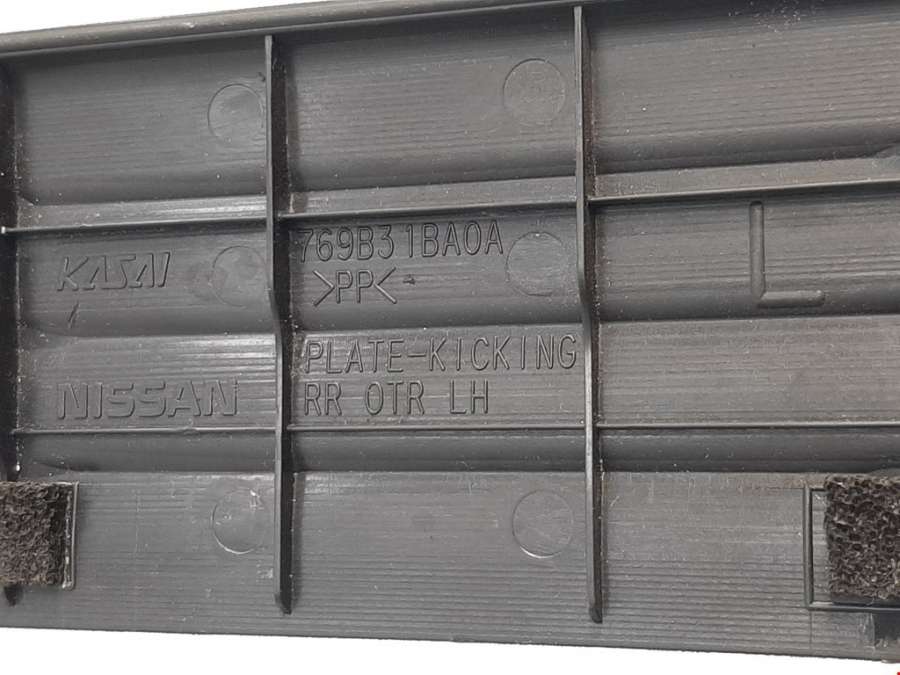 KASAI
769B31BA0A
>PP<
L
PLATE-KICKING
RR OTR LH
NISSAN